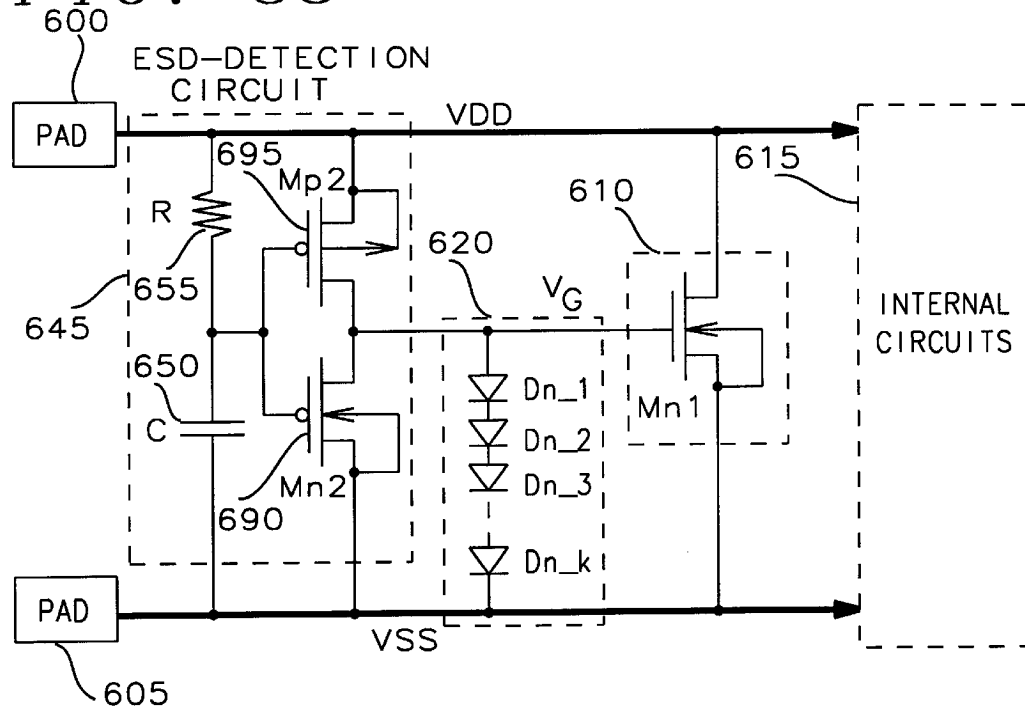 600
ESD-DETECTION
CIRCUIT
PAD
VDD
695
Mp2
615
R
610
620
655
645
VG
INTERNAL
CIRCUITS
650
Dn_1
C
Mn1
Dn_2
Mn2
Dn_3
690
Dn_k
PAD
VSS
605